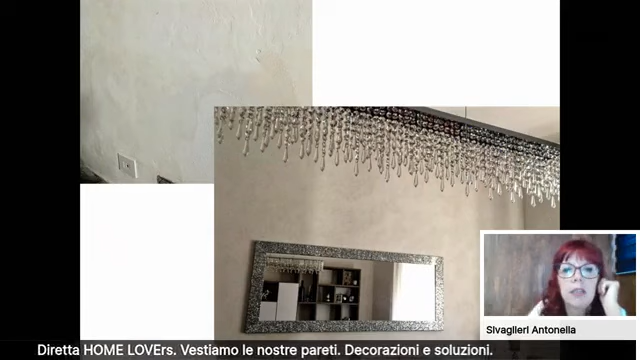 Sivaglieri Antonella
Diretta HOME LOVErs. Vestiamo le nostre pareti. Decorazioni e soluzioni.